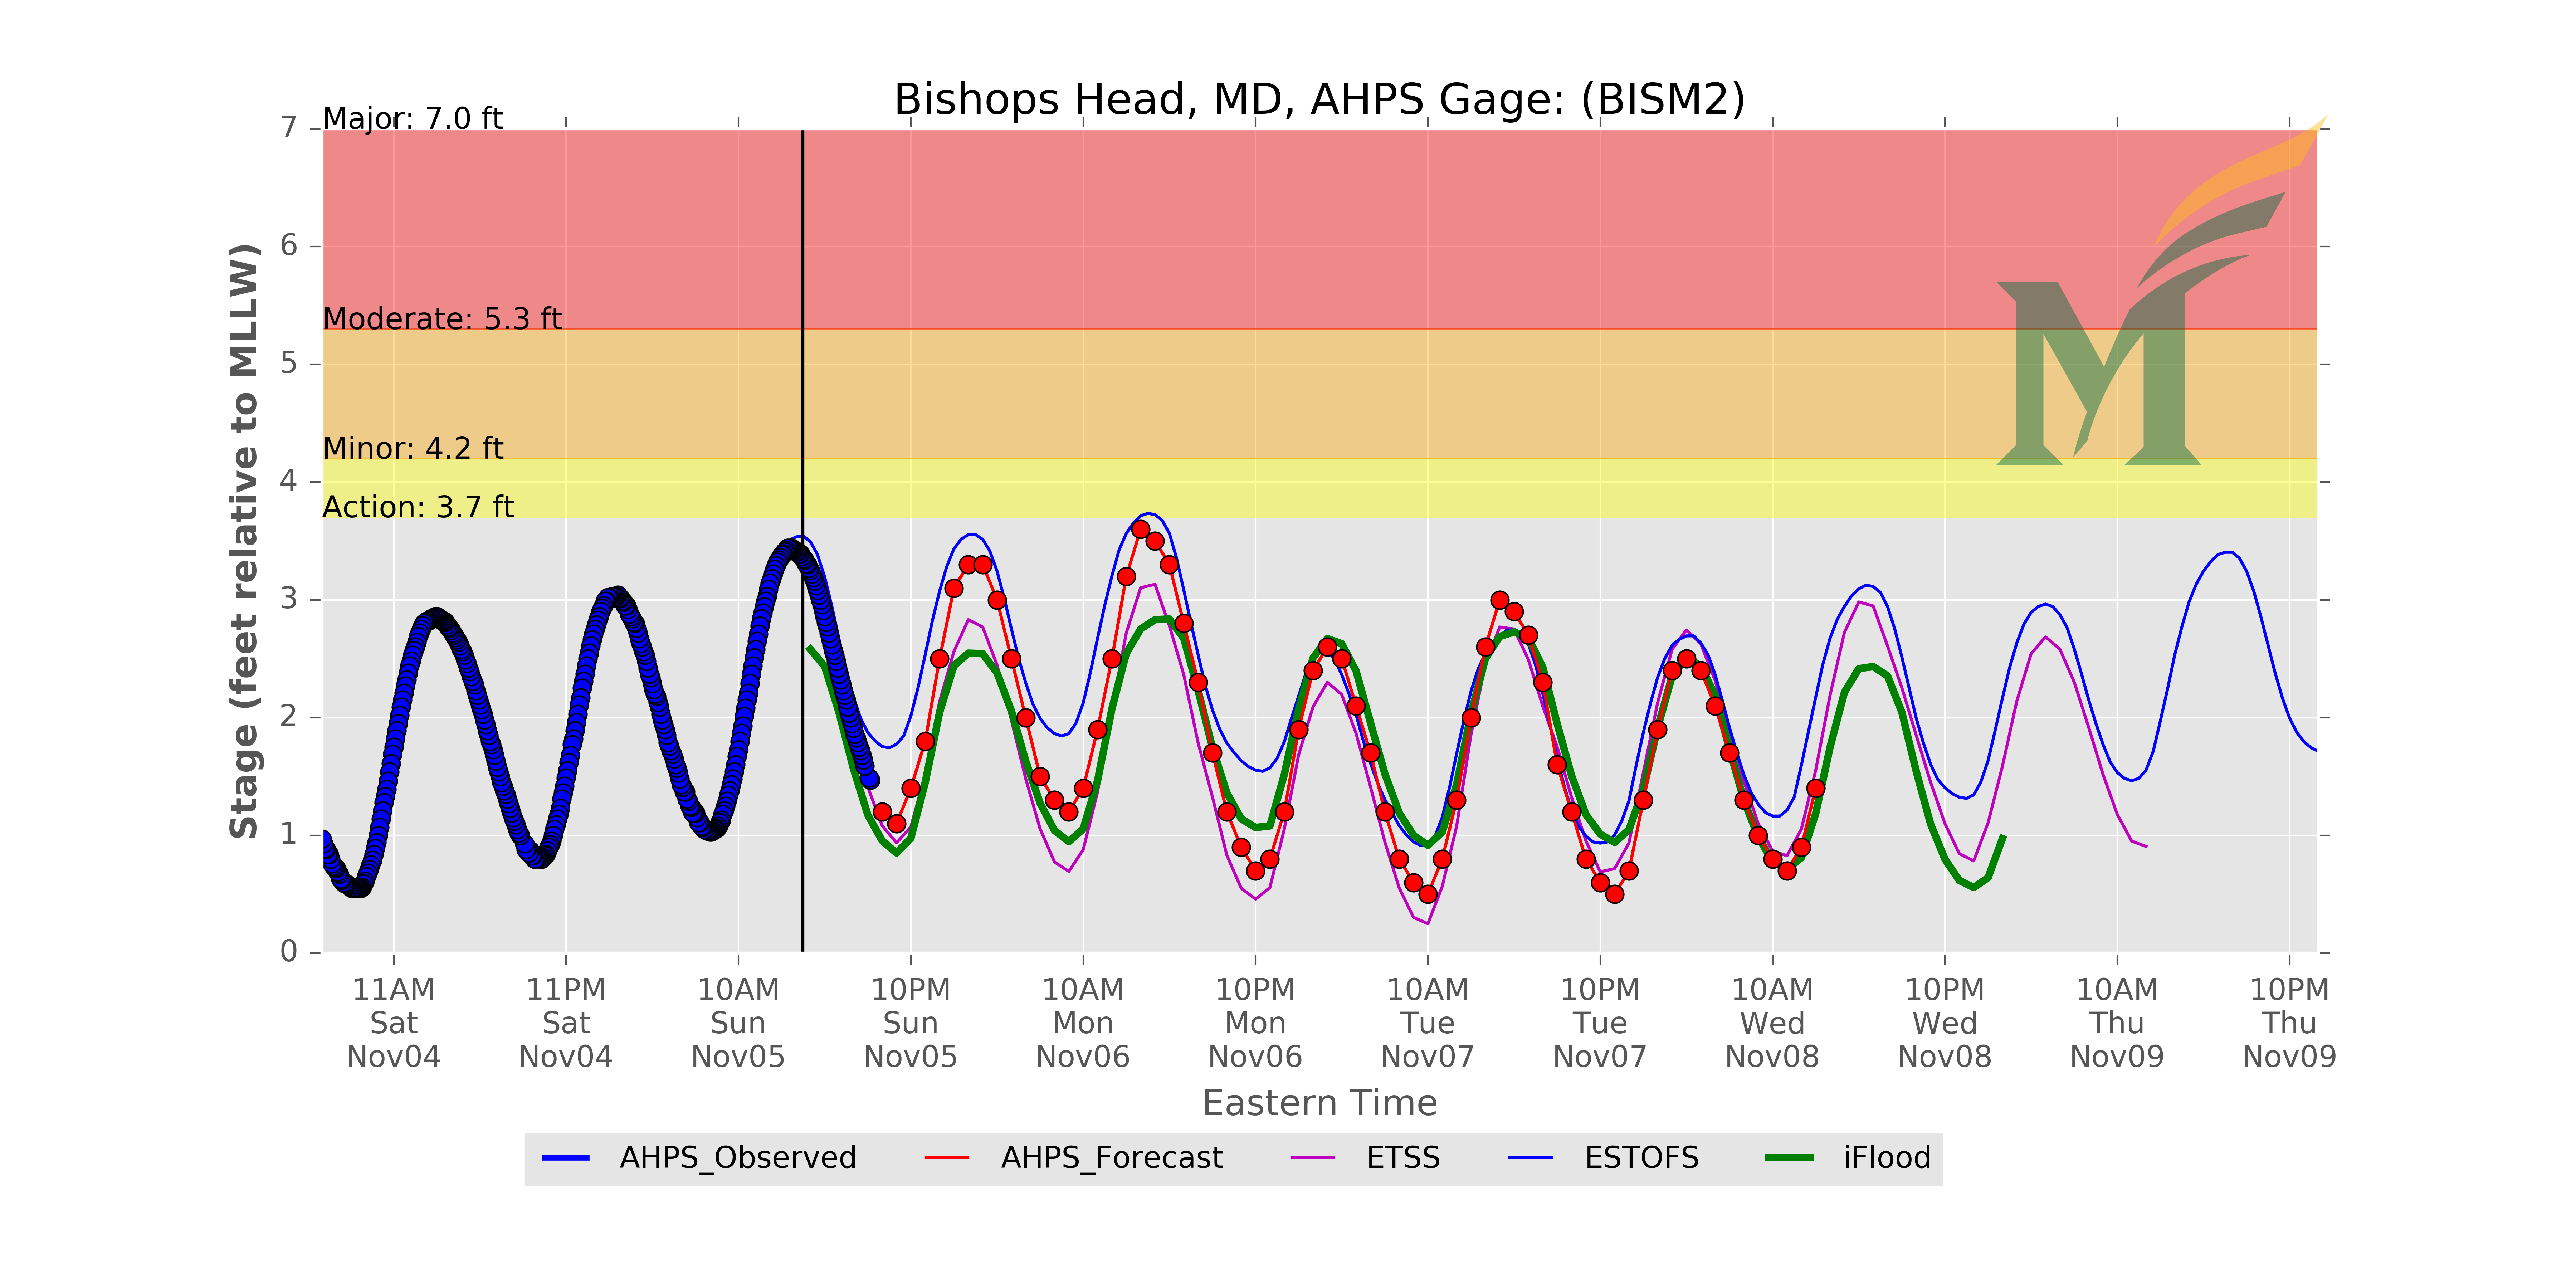 Bishops Head, MD, AHPS Gage: (BISM2)
Major: 7.0 ft
Moderate: 5.3 ft
Minor: 4.2 ft
Action: 3.7 ft
Stage (feet relative to MLLW)
7
6
5
4
3
2
1
0
11AM 11PM 10AM 10PM 10AM 10PM 10AM 10PM 10AM 10PM 10AM 10PM
Sat Sat Sun Sun Mon Mon Tue Tue Wed Wed Thu Thu
Nov04 Nov04 Nov05 Nov05 Nov06 Nov06 Nov07 Nov07 Nov08 Nov08 Nov09 Nov09
Eastern Time
AHPS_Observed AHPS_Forecast ETSS ESTOFS iFlood
M